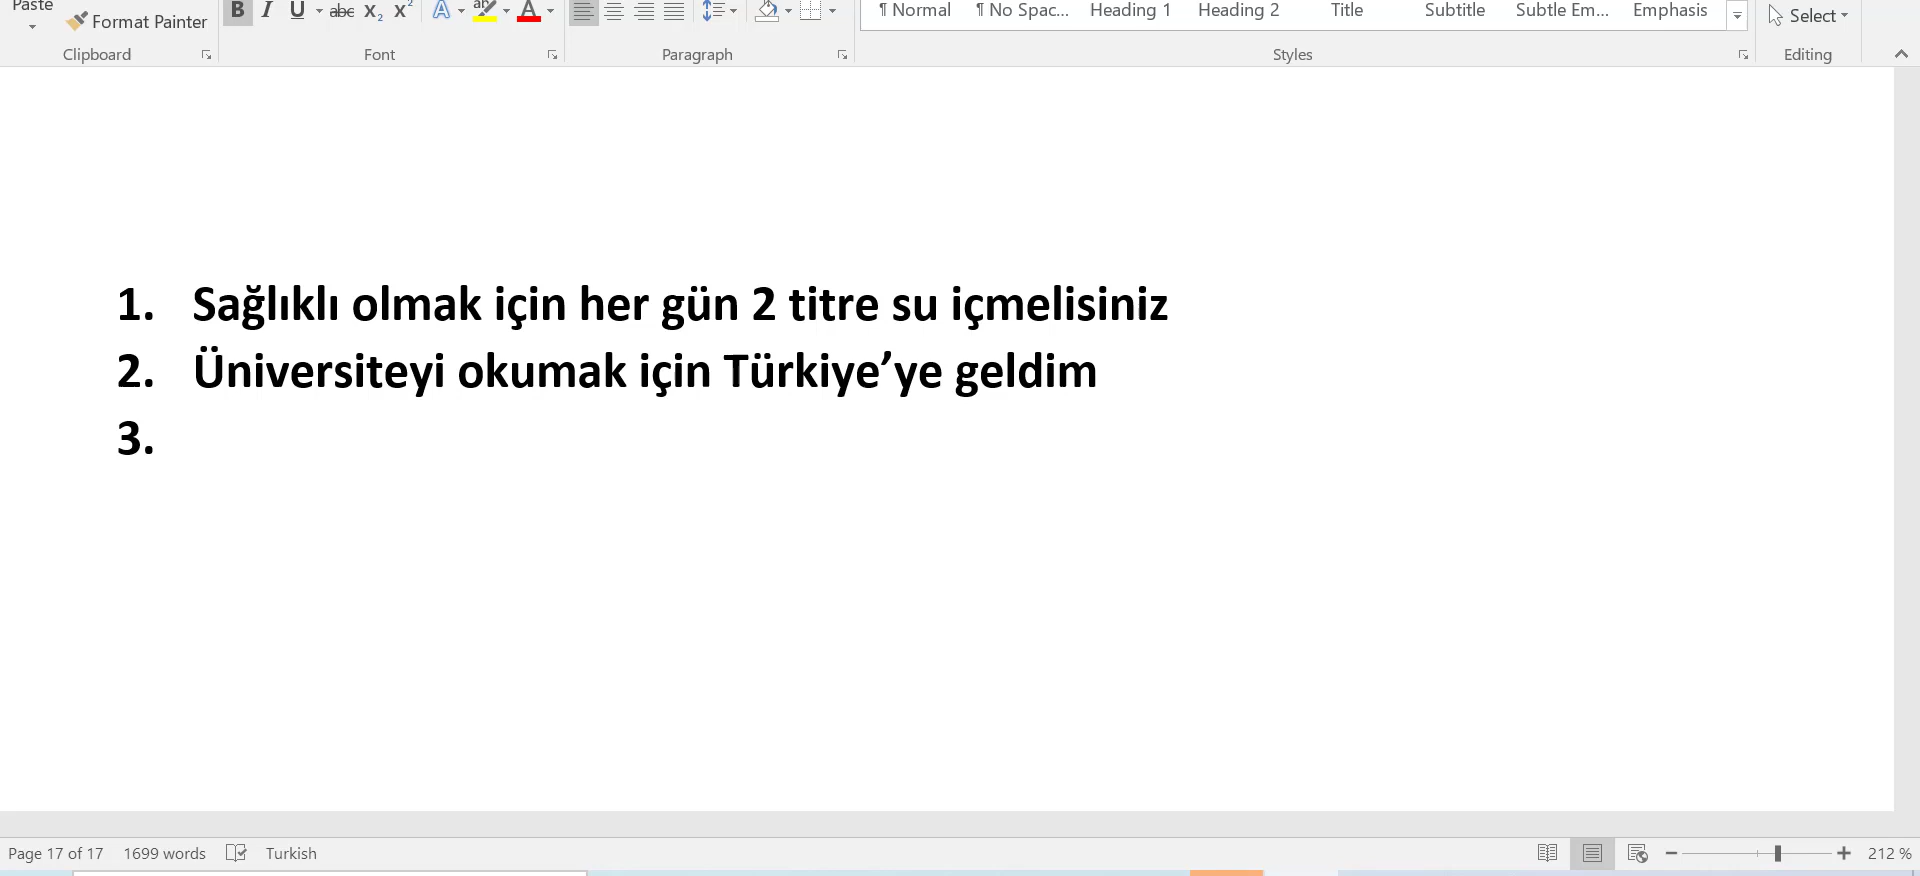 Paste
Format Painter
Clipboard
B I U abc X₂ X² A ab A
Font
Paragraph
¶ Normal ¶ No Spac... Heading 1 Heading 2 Title Subtitle Subtle Em... Emphasis
Styles
Select
Editing
1. Sağlıklı olmak için her gün 2 titre su içmelisiniz
2. Üniversiteyi okumak için Türkiye’ye geldim
3.
Page 17 of 17 1699 words Turkish 212 %